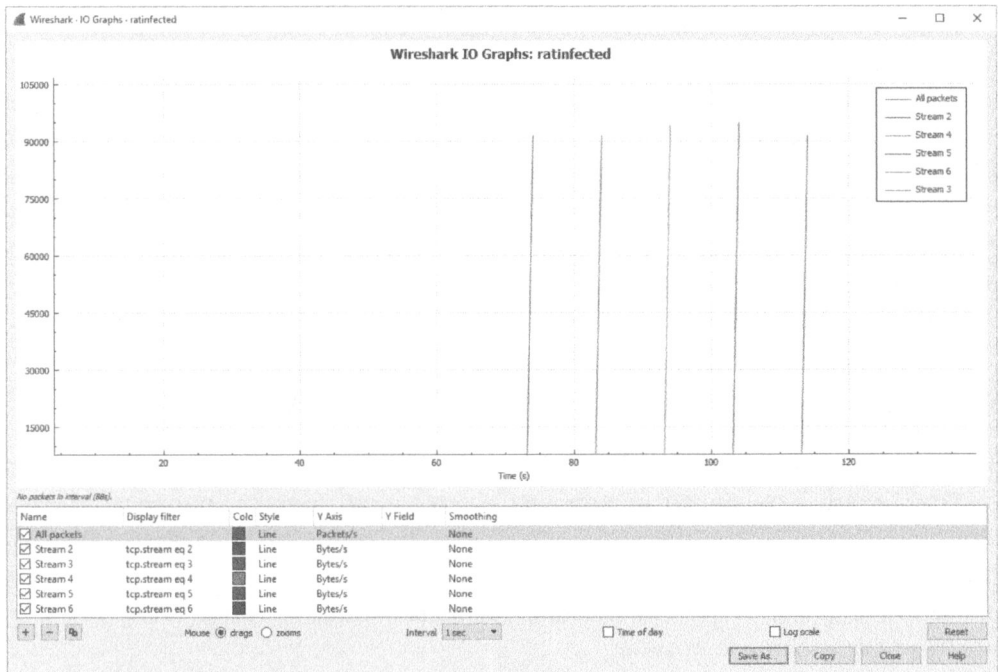 Wireshark · IO Graphs · ratinfected
Wireshark IO Graphs: ratinfected
105000
90000
75000
60000
45000
30000
15000
20 40 60 80 100 120
Time (s)
All packets
Stream 2
Stream 4
Stream 5
Stream 6
Stream 3
No packets in interval (88s).
Name Display filter Colo Style Y Axis Y Field Smoothing
All packets Line Packets/s None
Stream 2 tcp.stream eq 2 Line Bytes/s None
Stream 3 tcp.stream eq 3 Line Bytes/s None
Stream 4 tcp.stream eq 4 Line Bytes/s None
Stream 5 tcp.stream eq 5 Line Bytes/s None
Stream 6 tcp.stream eq 6 Line Bytes/s None
+ − Mouse drags zooms Interval 1 sec Time of day Log scale Reset
Save As... Copy Close Help